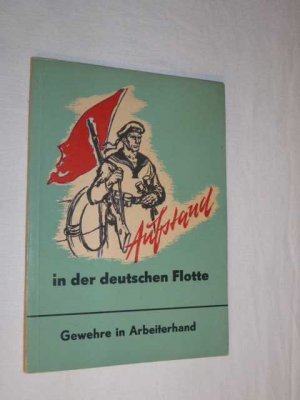 Aufstand
in der deutschen Flotte
Gewehre in Arbeiterhand